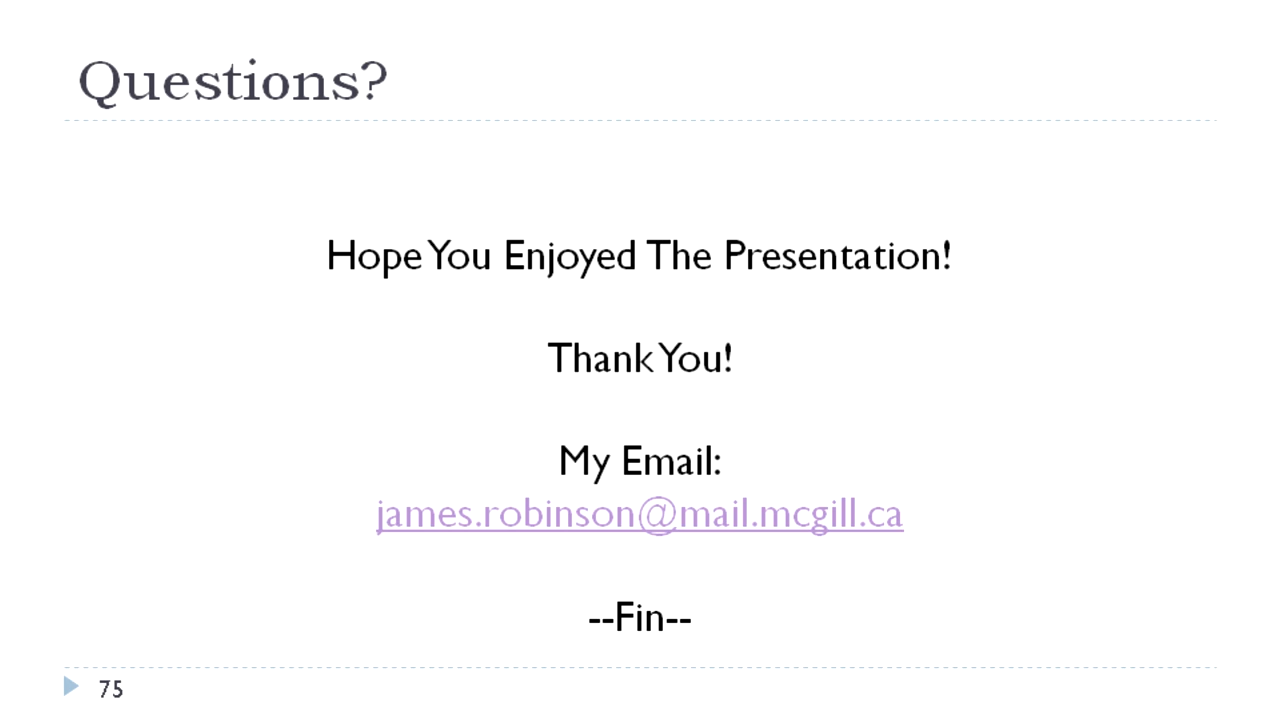 Questions?
Hope You Enjoyed The Presentation!
Thank You!
My Email:
james.robinson@mail.mcgill.ca
--Fin--
75